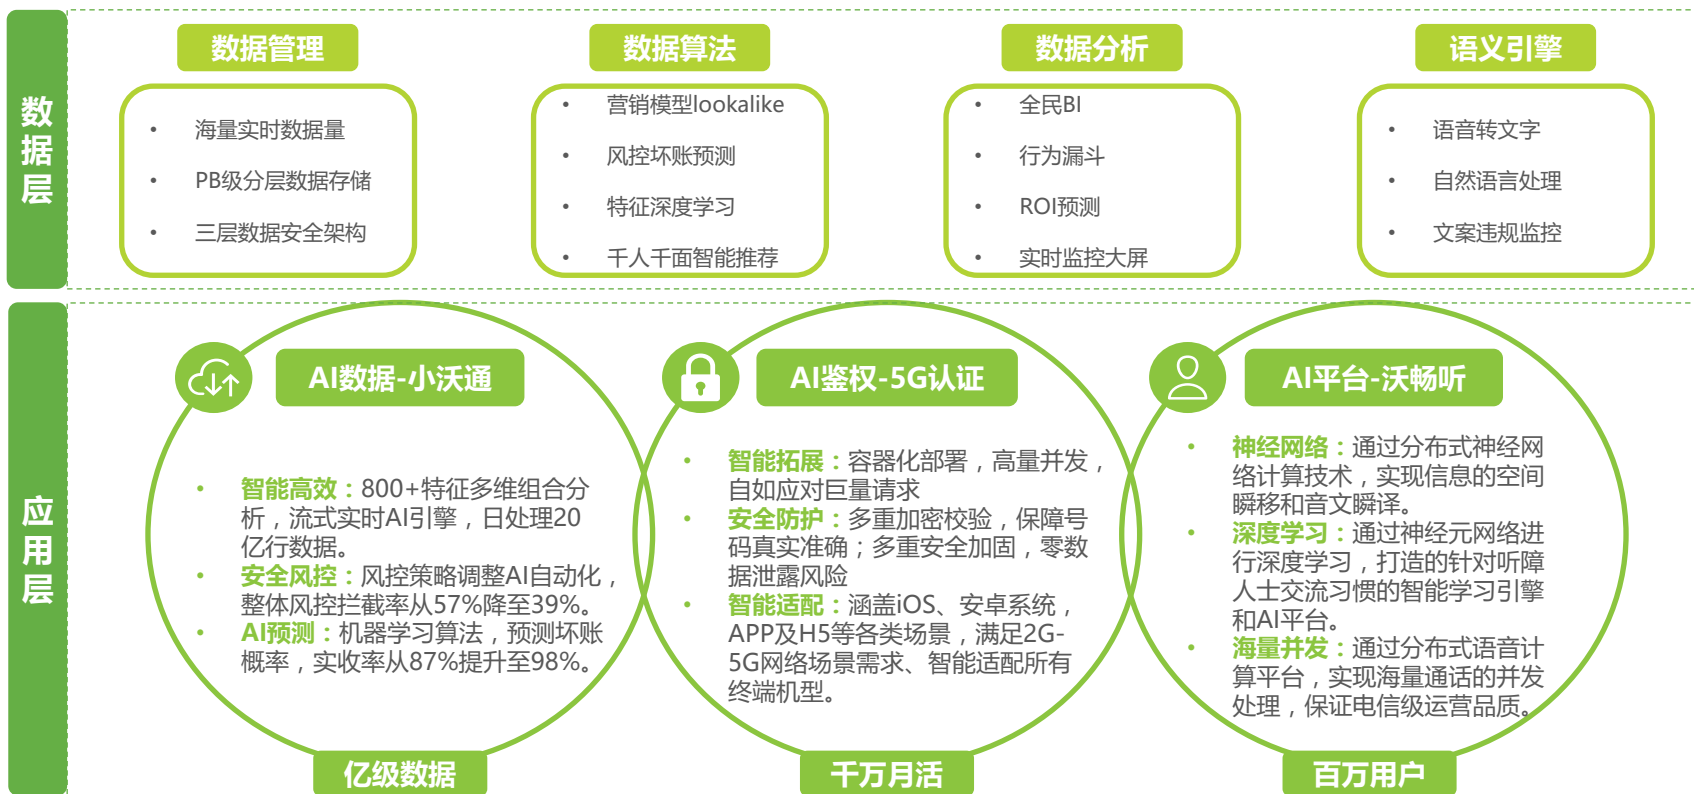 数据层
数据管理
海量实时数据量
PB级分层数据存储
三层数据安全架构
数据算法
营销模型lookalike
风控坏账预测
特征深度学习
千人千面智能推荐
数据分析
全民BI
行为漏斗
ROI预测
实时监控大屏
语义引擎
语音转文字
自然语言处理
文案违规监控
应用层
AI数据-小沃通
智能高效：800+特征多维组合分
析，流式实时AI引擎，日处理20
亿行数据。
安全风控：风控策略调整AI自动化，
整体风控拦截率从57%降至39%。
AI预测：机器学习算法，预测坏账
概率，实收率从87%提升至98%。
亿级数据
AI鉴权-5G认证
智能拓展：容器化部署，高量并发，
自如应对巨量请求
安全防护：多重加密校验，保障号
码真实准确；多重安全加固，零数
据泄露风险
智能适配：涵盖iOS、安卓系统，
APP及H5等各类场景，满足2G-
5G网络场景需求、智能适配所有
终端机型。
千万月活
AI平台-沃畅听
神经网络：通过分布式神经网
络计算技术，实现信息的空间
瞬移和音文瞬译。
深度学习：通过神经元网络进
行深度学习，打造的针对听障
人士交流习惯的智能学习引擎
和AI平台。
海量并发：通过分布式语音计
算平台，实现海量通话的并发
处理，保证电信级运营品质。
百万用户